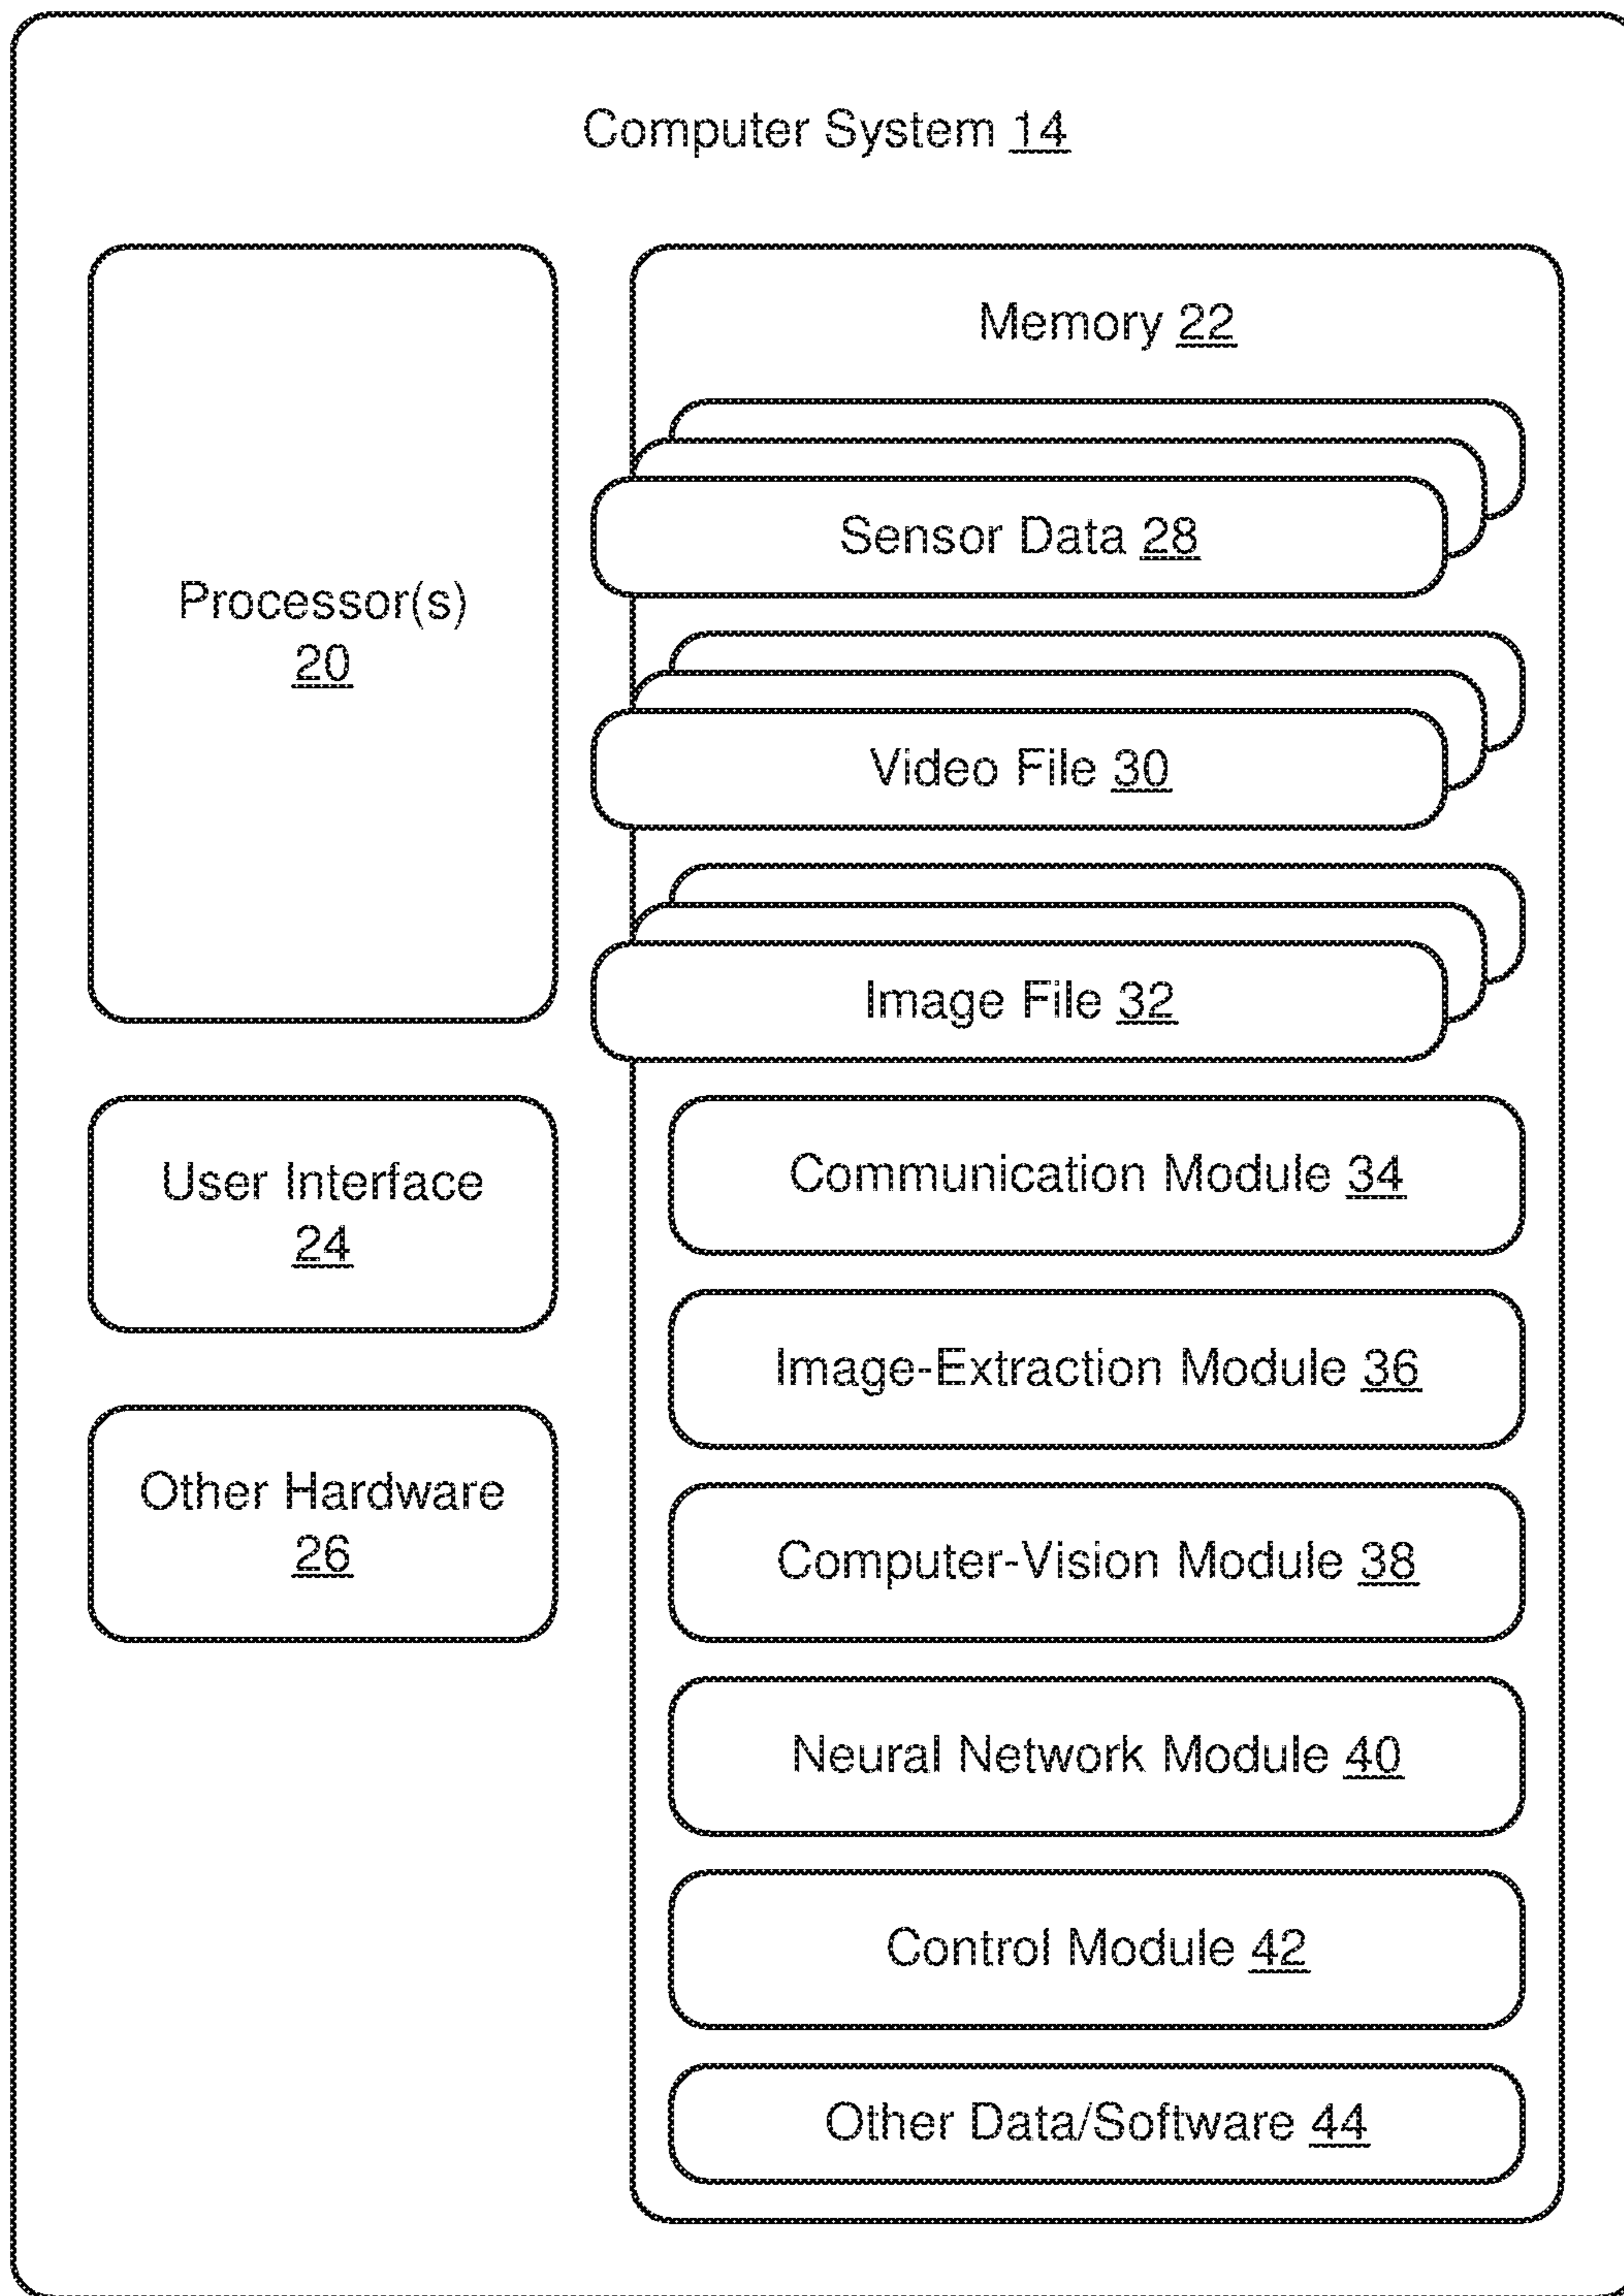 Computer System 14
Processor(s)
20
User Interface
24
Other Hardware
26
Memory 22
Sensor Data 28
Video File 30
Image File 32
Communication Module 34
Image-Extraction Module 36
Computer-Vision Module 38
Neural Network Module 40
Control Module 42
Other Data/Software 44